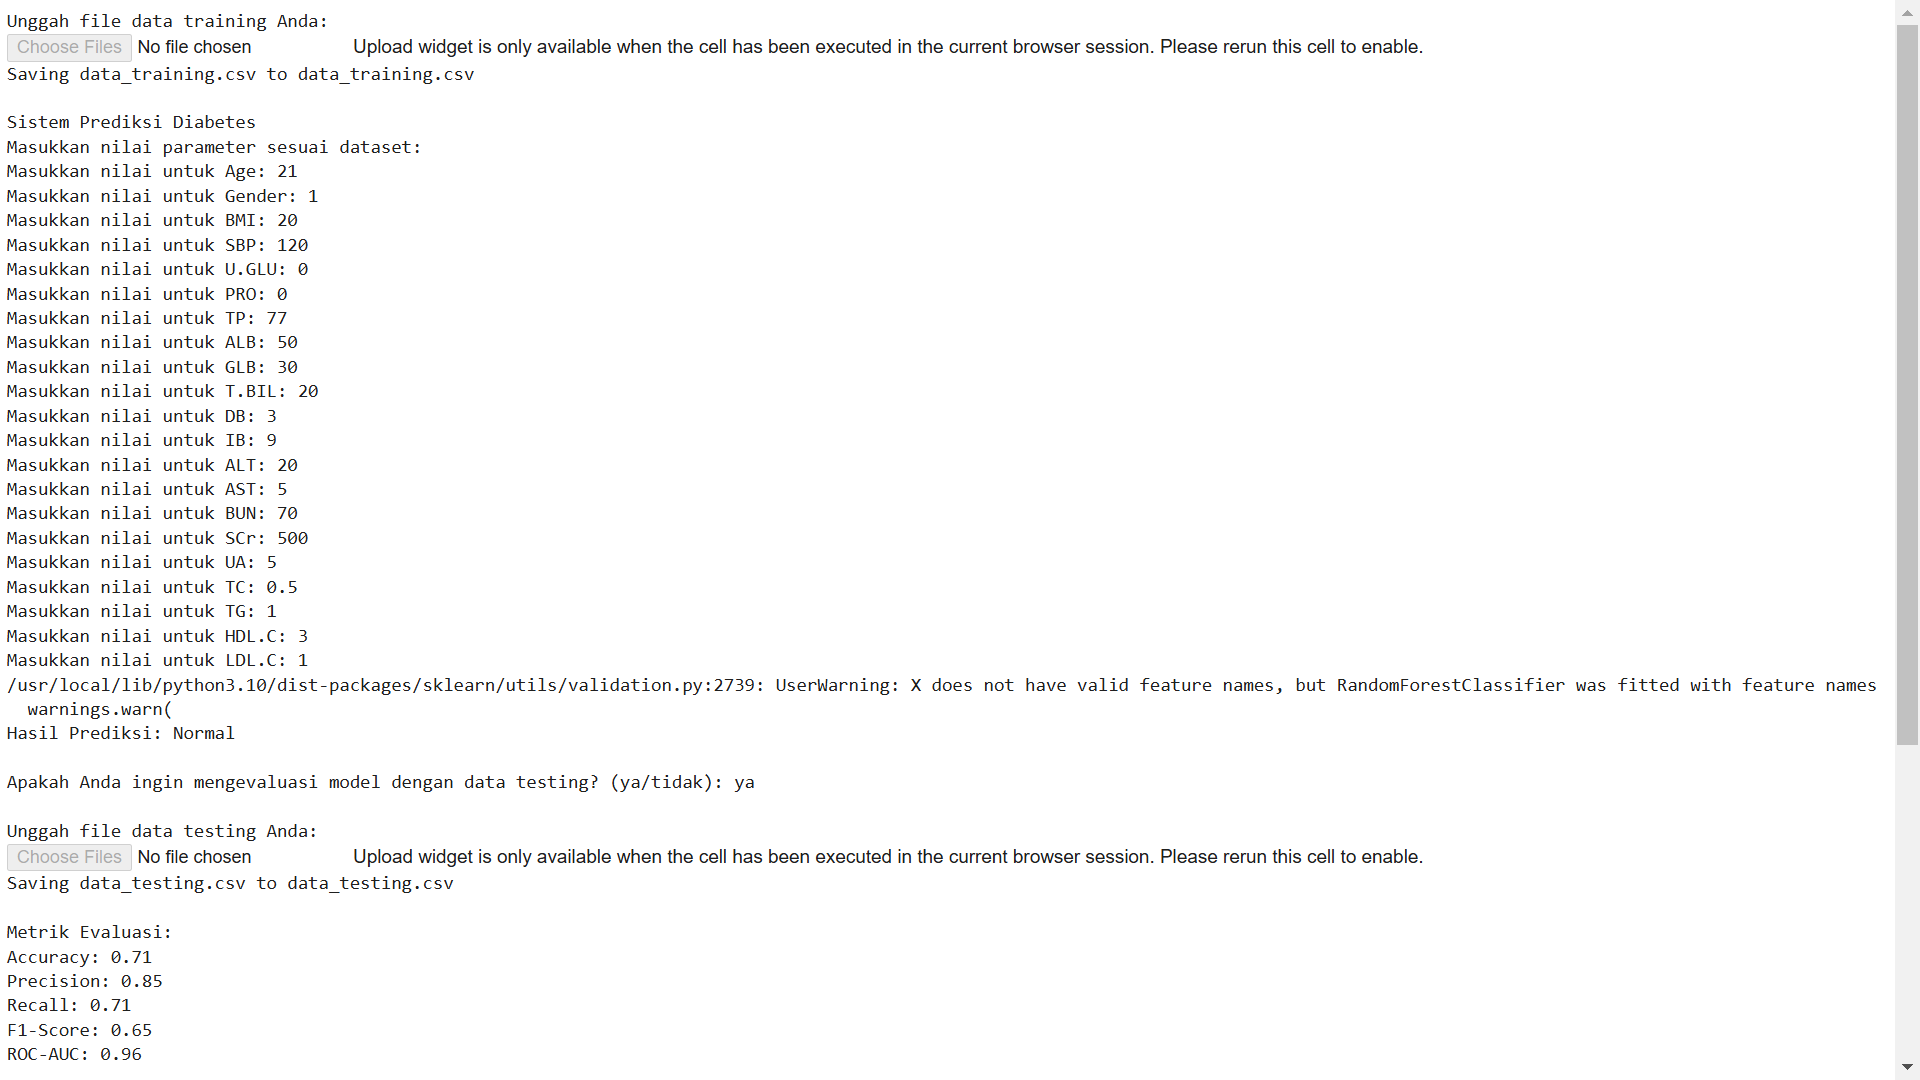 Unggah file data training Anda:
Choose Files No file chosen Upload widget is only available when the cell has been executed in the current browser session. Please rerun this cell to enable.
Saving data_training.csv to data_training.csv
Sistem Prediksi Diabetes
Masukkan nilai parameter sesuai dataset:
Masukkan nilai untuk Age: 21
Masukkan nilai untuk Gender: 1
Masukkan nilai untuk BMI: 20
Masukkan nilai untuk SBP: 120
Masukkan nilai untuk U.GLU: 0
Masukkan nilai untuk PRO: 0
Masukkan nilai untuk TP: 77
Masukkan nilai untuk ALB: 50
Masukkan nilai untuk GLB: 30
Masukkan nilai untuk T.BIL: 20
Masukkan nilai untuk DB: 3
Masukkan nilai untuk IB: 9
Masukkan nilai untuk ALT: 20
Masukkan nilai untuk AST: 5
Masukkan nilai untuk BUN: 70
Masukkan nilai untuk SCr: 500
Masukkan nilai untuk UA: 5
Masukkan nilai untuk TC: 0.5
Masukkan nilai untuk TG: 1
Masukkan nilai untuk HDL.C: 3
Masukkan nilai untuk LDL.C: 1
/usr/local/lib/python3.10/dist-packages/sklearn/utils/validation.py:2739: UserWarning: X does not have valid feature names, but RandomForestClassifier was fitted with feature names
  warnings.warn(
Hasil Prediksi: Normal
Apakah Anda ingin mengevaluasi model dengan data testing? (ya/tidak): ya
Unggah file data testing Anda:
Choose Files No file chosen Upload widget is only available when the cell has been executed in the current browser session. Please rerun this cell to enable.
Saving data_testing.csv to data_testing.csv
Metrik Evaluasi:
Accuracy: 0.71
Precision: 0.85
Recall: 0.71
F1-Score: 0.65
ROC-AUC: 0.96